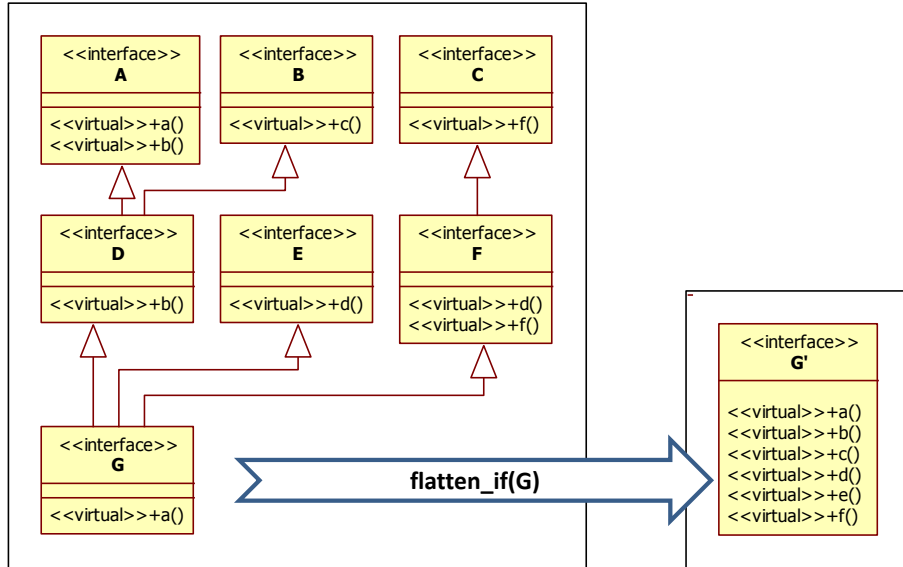 <<interface>>
A
<<virtual>>+a()
<<virtual>>+b()
<<interface>>
B
<<virtual>>+c()
<<interface>>
C
<<virtual>>+f()
<<interface>>
D
<<virtual>>+b()
<<interface>>
E
<<virtual>>+d()
<<interface>>
F
<<virtual>>+d()
<<virtual>>+f()
<<interface>>
G
<<virtual>>+a()
flatten_if(G)
<<interface>>
G'
<<virtual>>+a()
<<virtual>>+b()
<<virtual>>+c()
<<virtual>>+d()
<<virtual>>+e()
<<virtual>>+f()